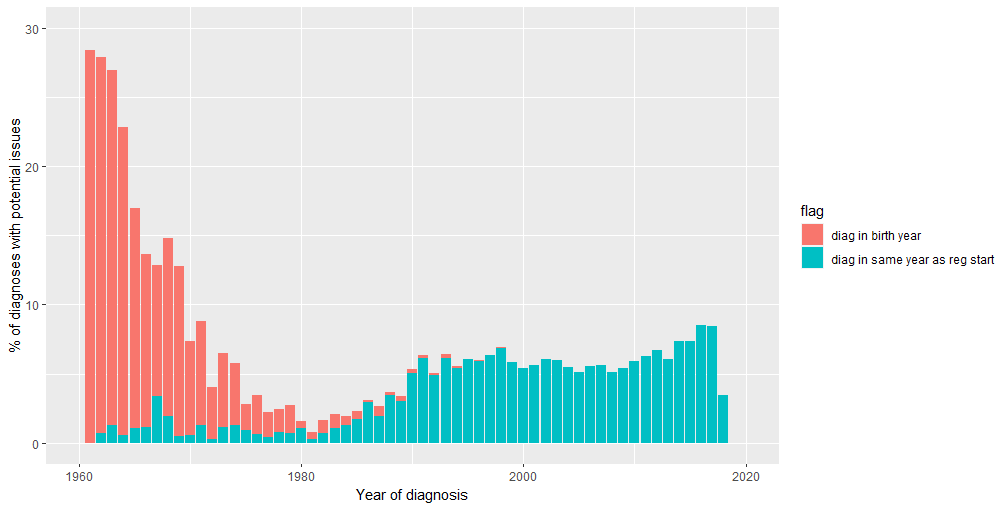 % of diagnoses with potential issues
30
20
10
0
1960
1980
2000
2020
Year of diagnosis
flag
diag in birth year
diag in same year as reg start